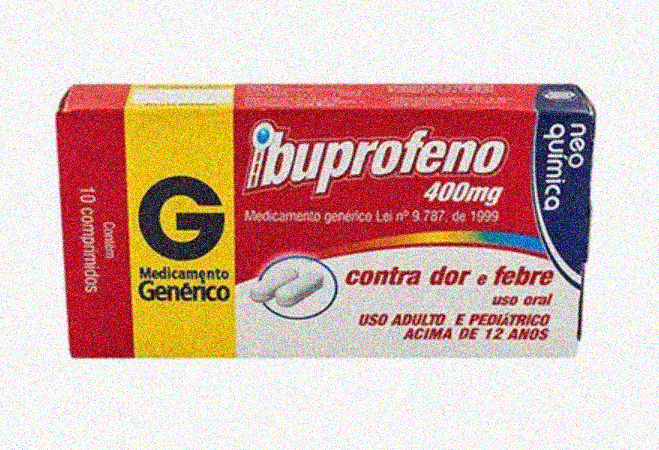 Contém
10 comprimidos
G
Medicamento
Genérico
ibuprofeno
400mg
Medicamento genérico Lei nº 9.787, de 1999
neo
química
contra dor e febre
uso oral
USO ADULTO E PEDIÁTRICO
ACIMA DE 12 ANOS